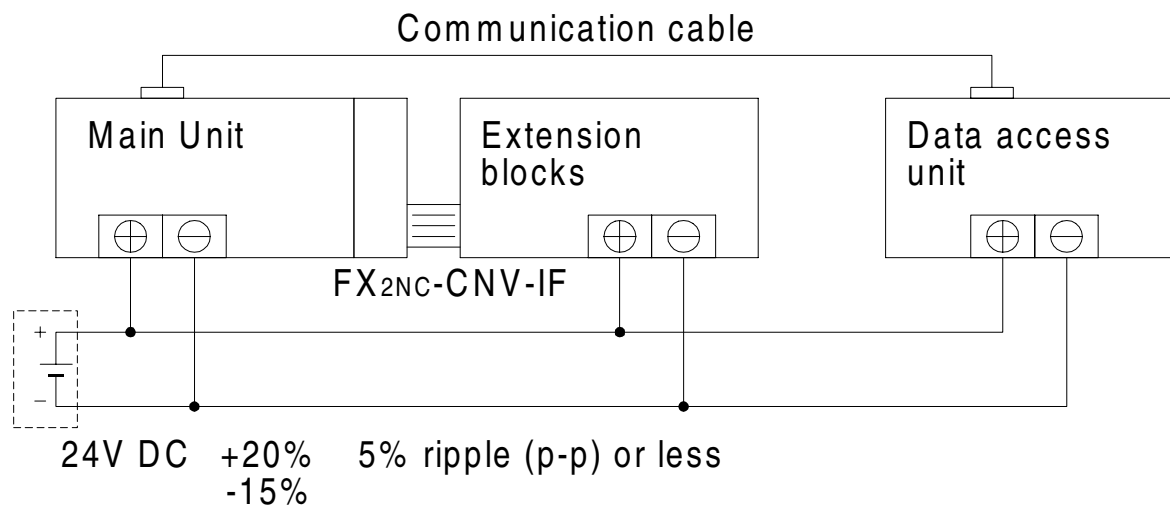 Communication cable
Main Unit
Extension
blocks
Data access
unit
FX2NC-CNV-IF
+
−
24V DC +20% 5% ripple (p-p) or less
-15%